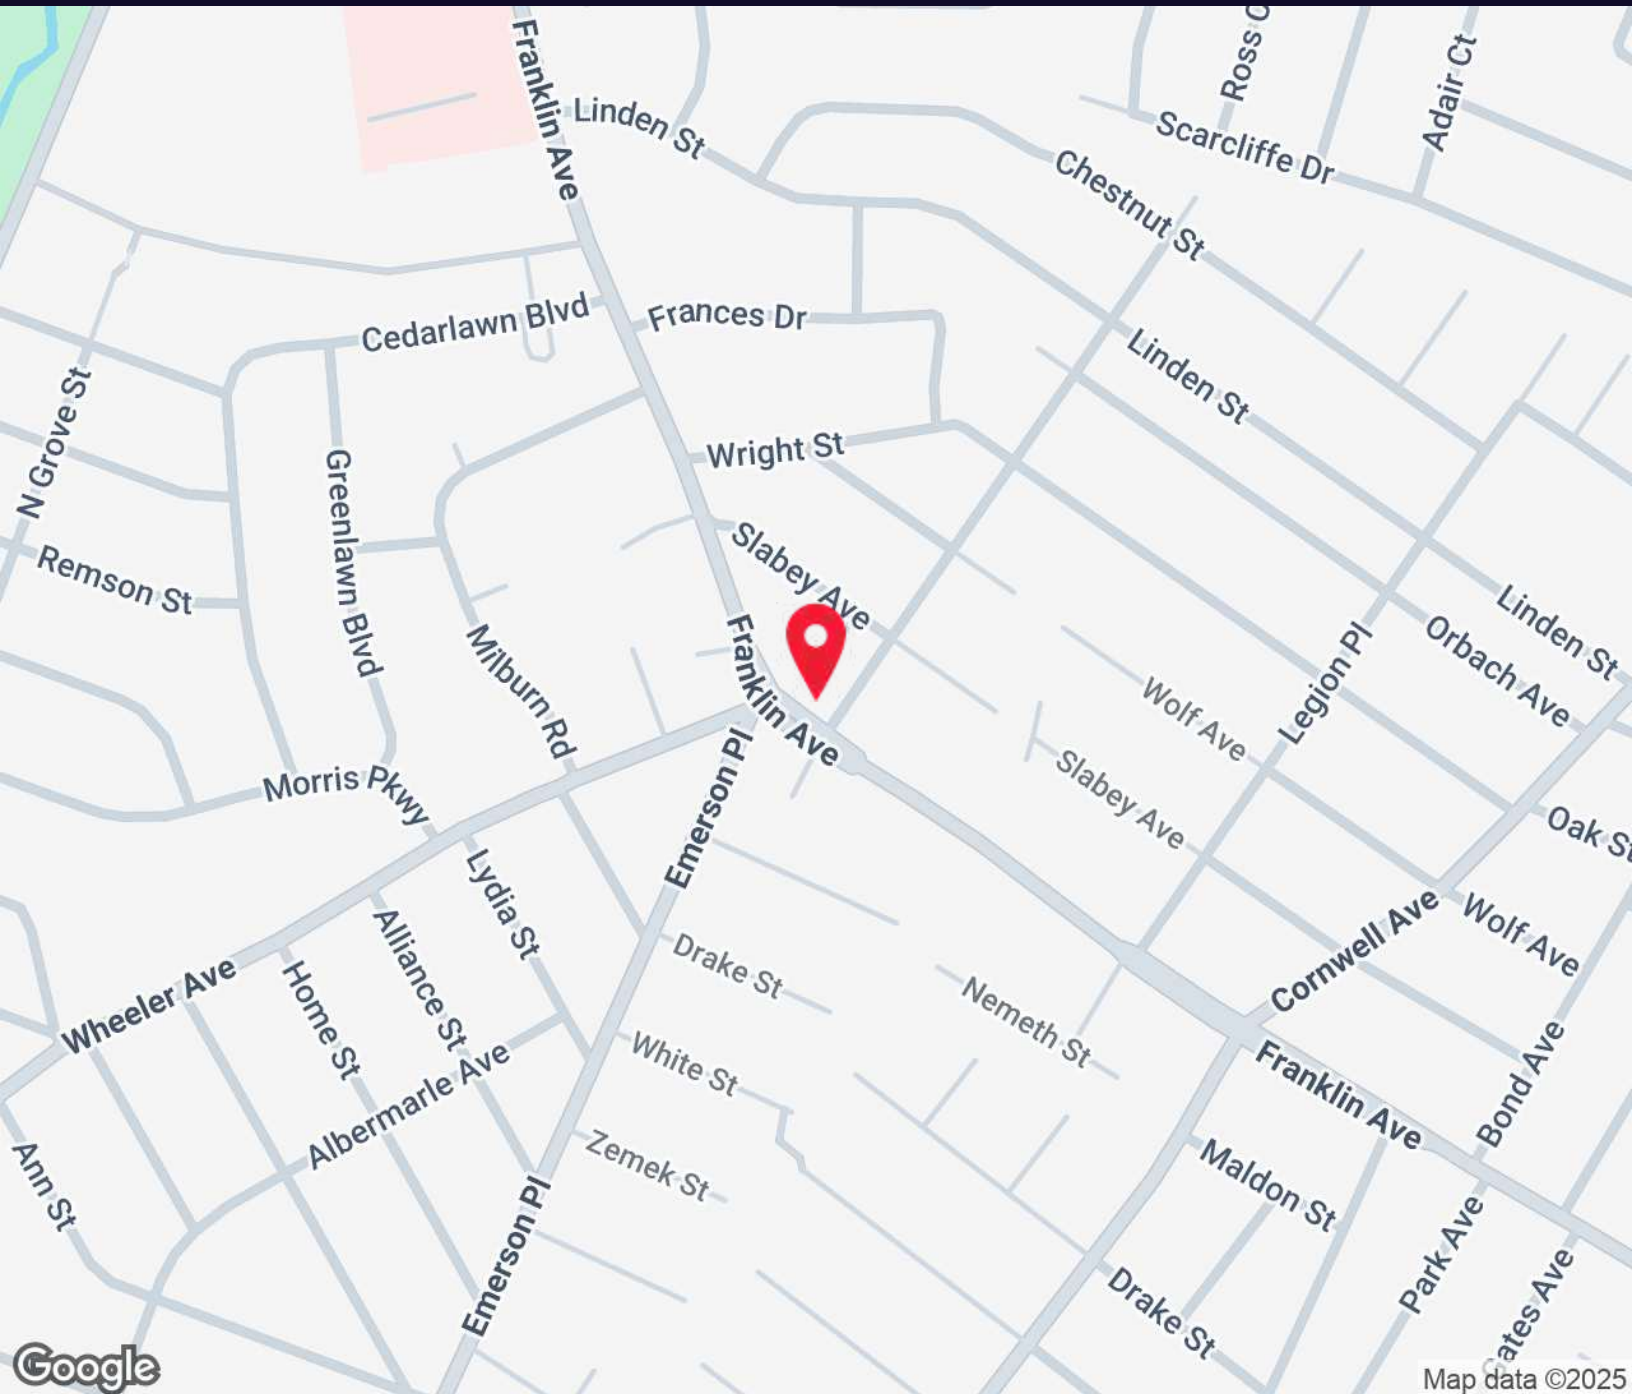 Franklin Ave
Linden St
Ross C
Adair Ct
Scarcliffe Dr
Chestnut St
Cedarlawn Blvd
Frances Dr
Linden St
N Grove St
Greenlawn Blvd
Wright St
Remson St
Slabey Ave
Milburn Rd
Franklin Ave
Linden St
Orbach Ave
Legion Pl
Wolf Ave
Slabey Ave
Morris Pkwy
Emerson Pl
Oak St
Lydia St
Alliance St
Wheeler Ave
Home St
Drake St
Cornwell Ave
Wolf Ave
Nemeth St
White St
Albermarle Ave
Franklin Ave
Bond Ave
Ann St
Zemek St
Maldon St
Emerson Pl
Park Ave
Drake St
Gates Ave
Google
Map data ©2025